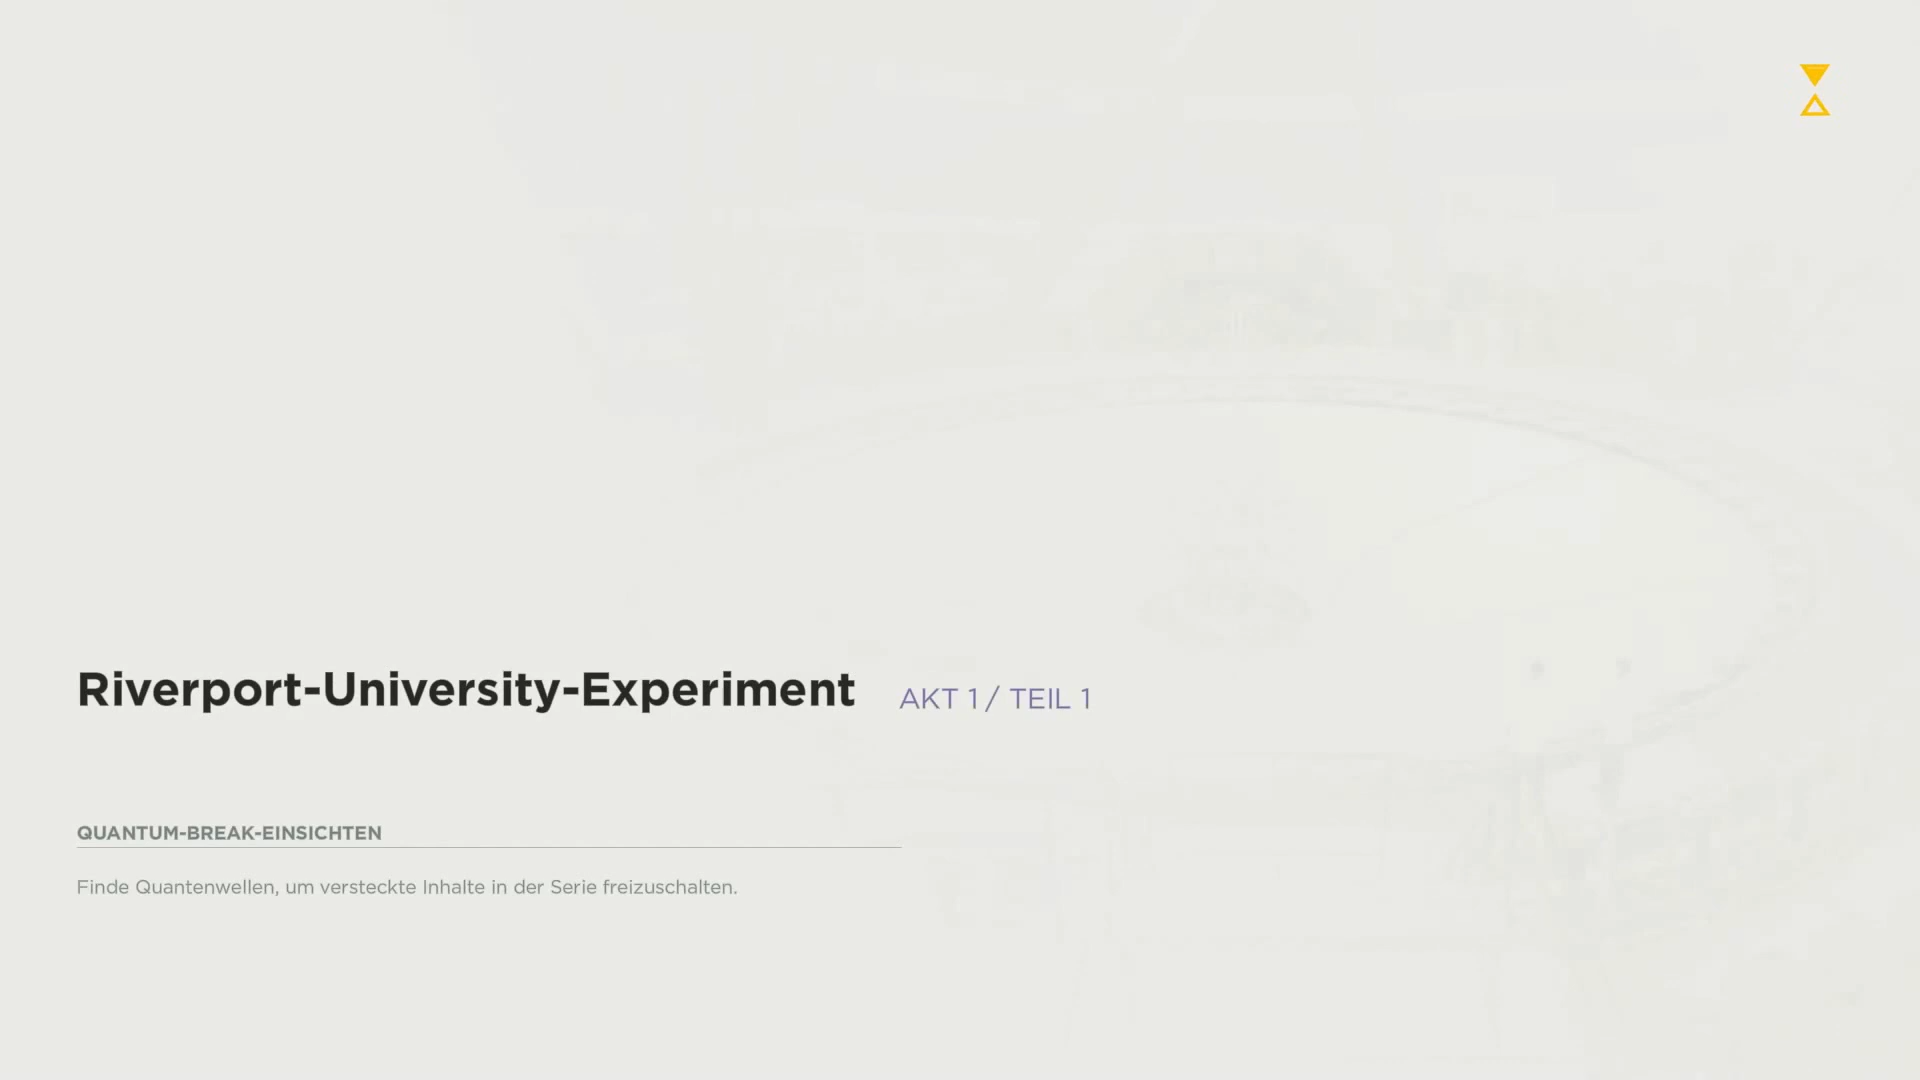 Riverport-University-Experiment AKT 1 / TEIL 1
QUANTUM-BREAK-EINSICHTEN
Finde Quantenwellen, um versteckte Inhalte in der Serie freizuschalten.